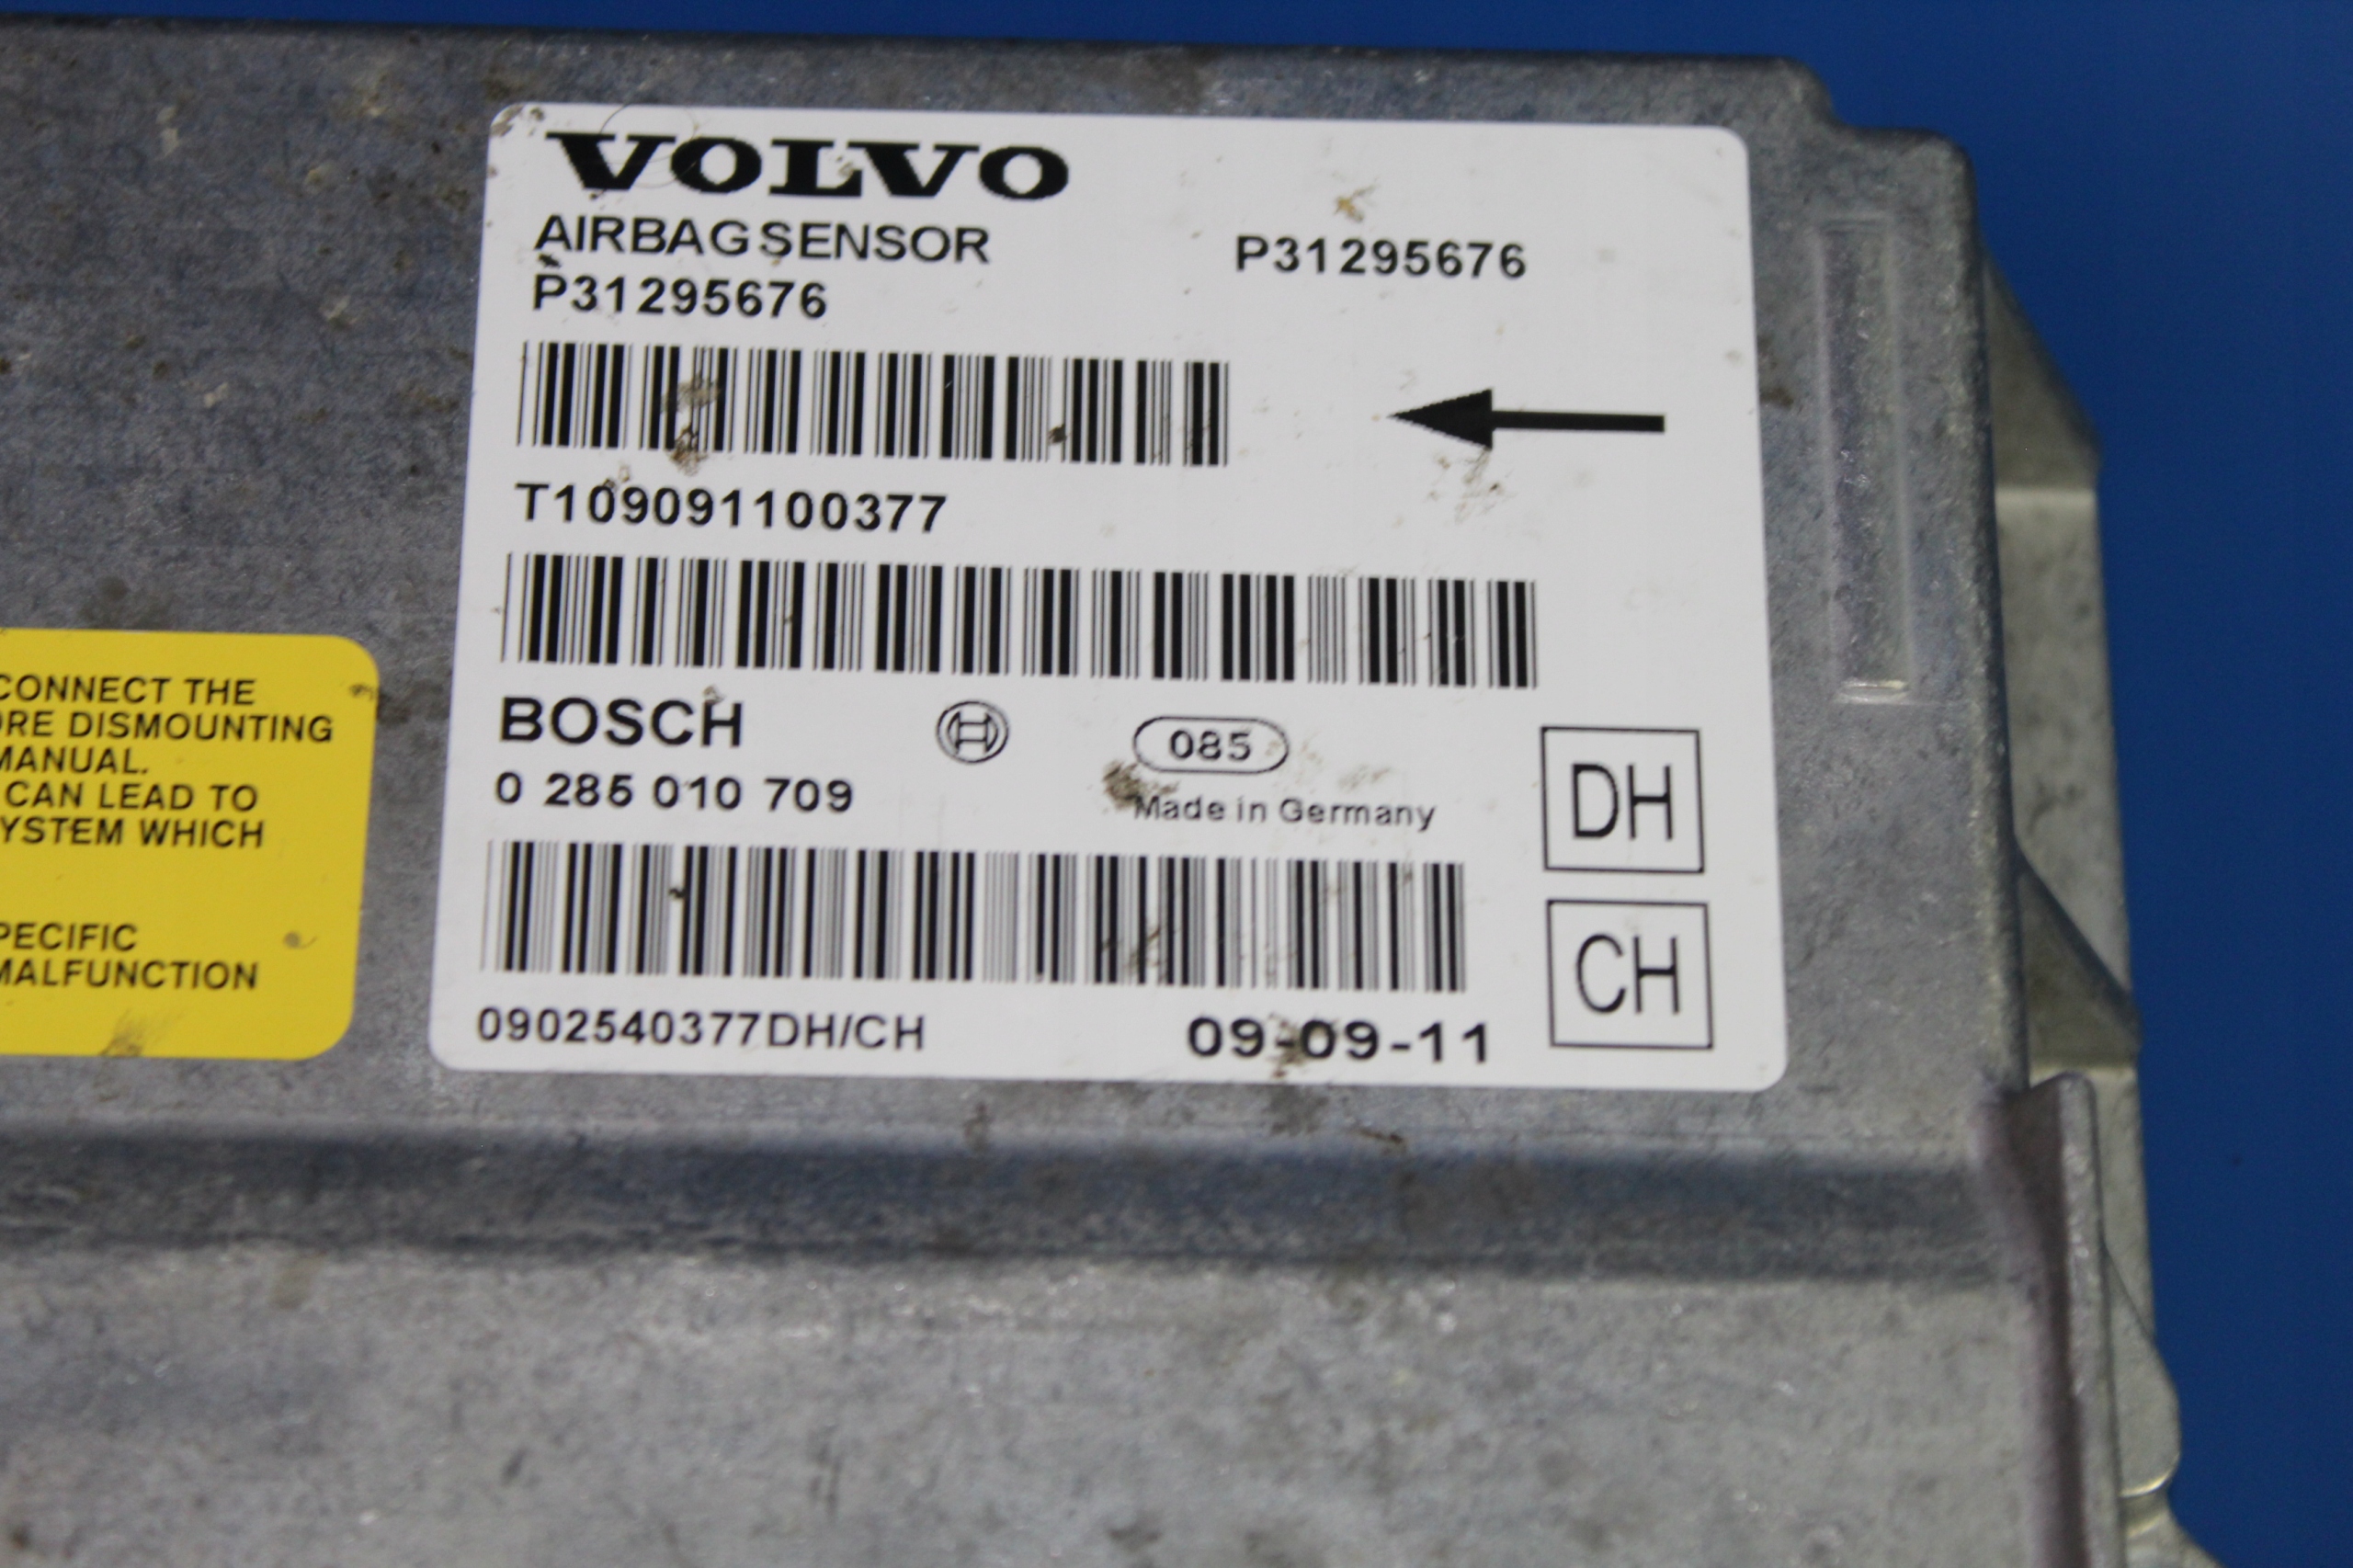 VOLVO
AIRBAG SENSOR
P31295676
P31295676
T109091100377
BOSCH
085
0 285 010 709
Made in Germany
DH
CH
0902540377DH/CH
09-09-11
CONNECT THE
RE DISMOUNTING
MANUAL.
CAN LEAD TO
YSTEM WHICH
PECIFIC
MALFUNCTION